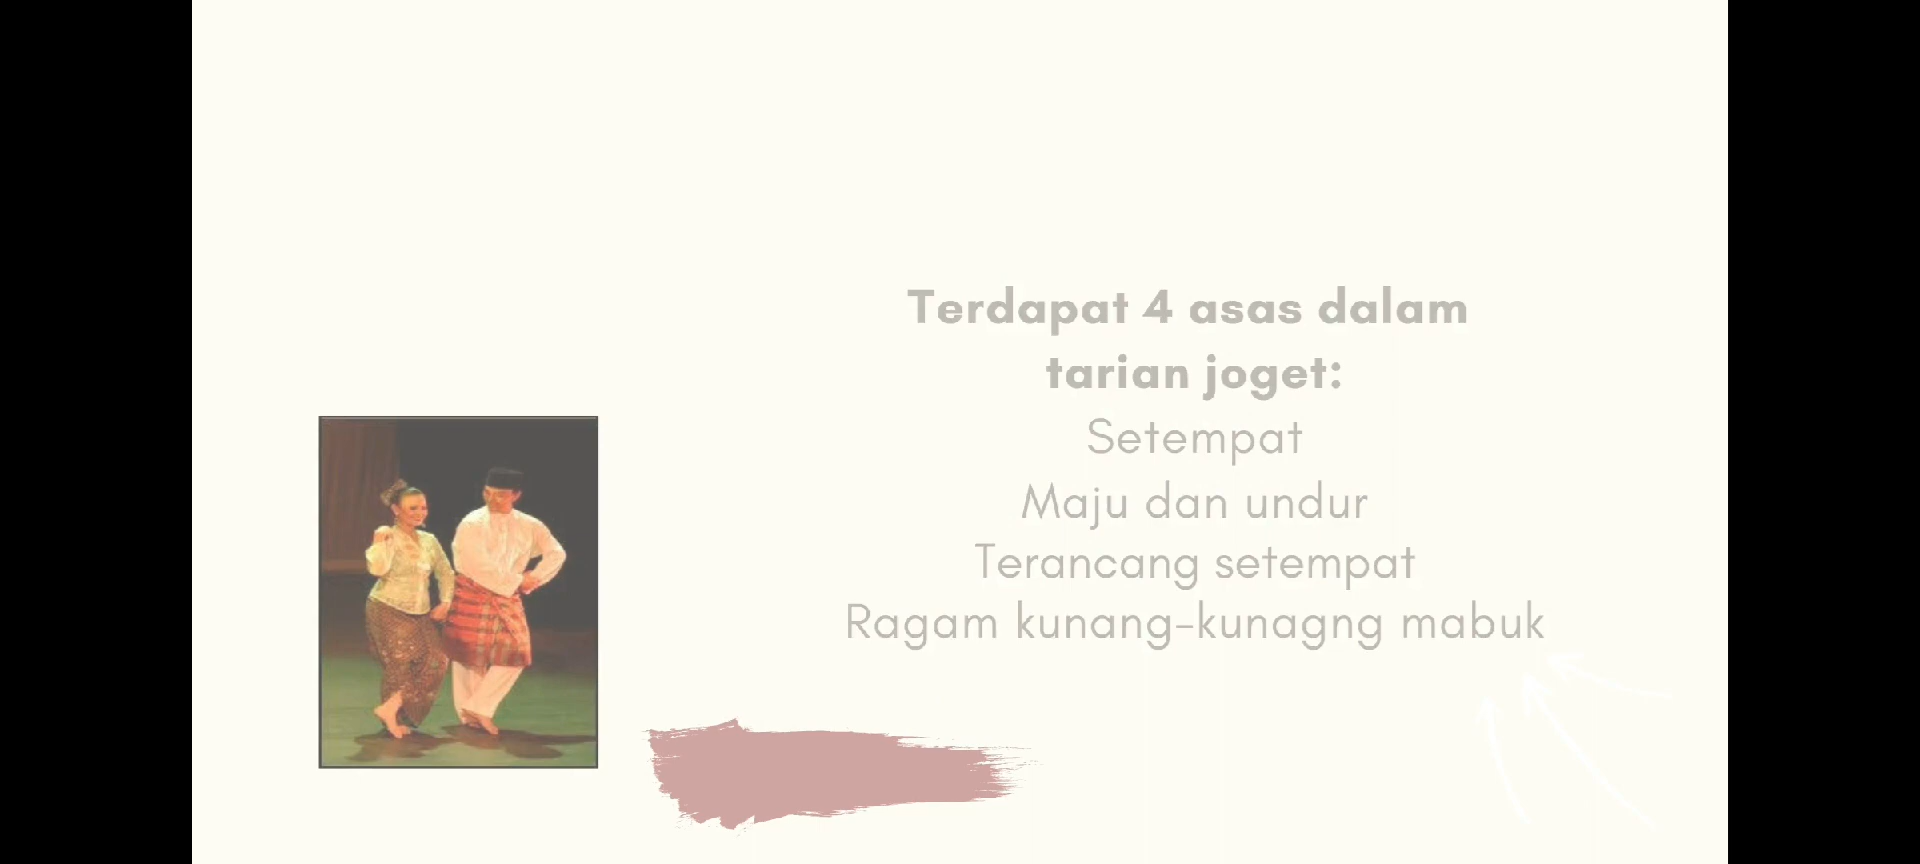 Terdapat 4 asas dalam
tarian joget:
Setempat
Maju dan undur
Terancang setempat
Ragam kunang-kunagng mabuk